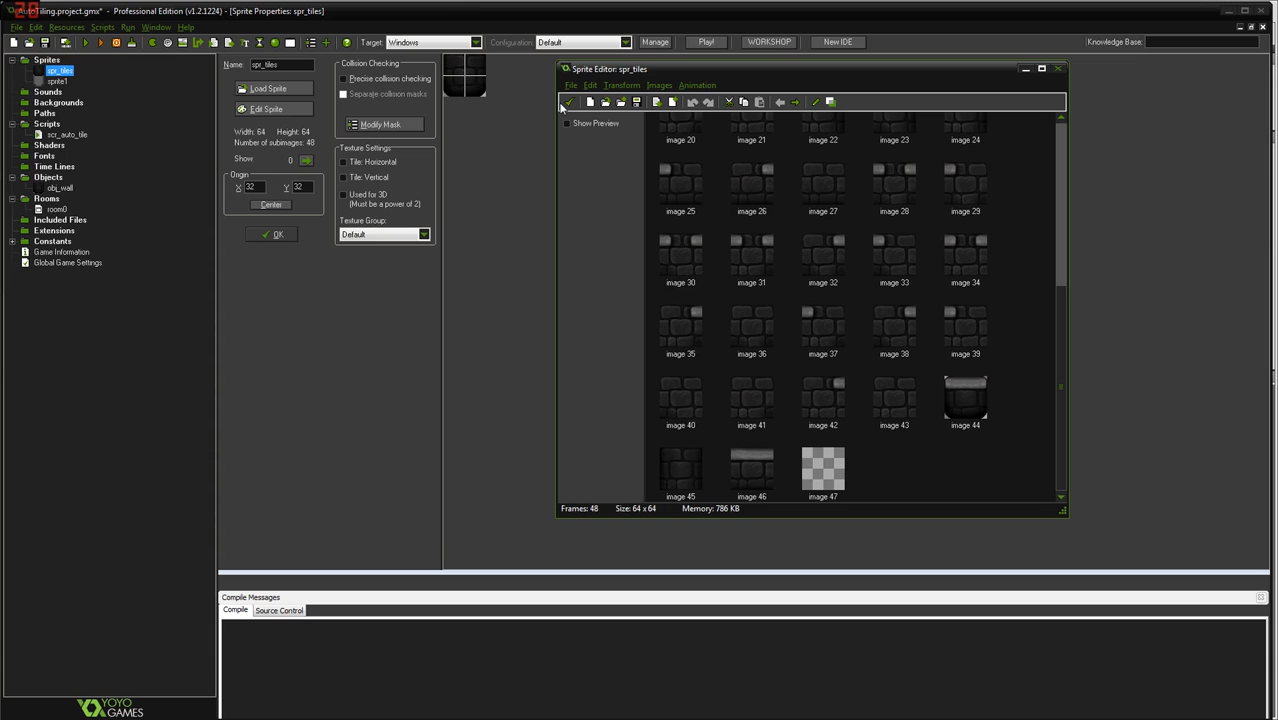 20
AutoTiling.project.gmx* - Professional Edition (v1.2.1224) - [Sprite Properties: spr_tiles]
File Edit Resources Scripts Run Window Help
Target: Windows Configuration: Default Manage Play! WORKSHOP New IDE Knowledge Base:
Sprites
spr_tiles
sprite1
Sounds
Backgrounds
Paths
Scripts
scr_auto_tile
Shaders
Fonts
Time Lines
Objects
obj_wall
Rooms
room0
Included Files
Extensions
Constants
Game Information
Global Game Settings
YOYO
GAMES
Name: spr_tiles
Load Sprite
Edit Sprite
Width: 64 Height: 64
Number of subimages: 48
Show: 0
Origin
X 32 Y 32
Center
OK
Collision Checking
Precise collision checking
Separate collision masks
Modify Mask
Texture Settings
Tile: Horizontal
Tile: Vertical
Used for 3D
(Must be a power of 2)
Texture Group:
Default
Sprite Editor: spr_tiles
File Edit Transform Images Animation
Show Preview
image 20 image 21 image 22 image 23 image 24
image 25 image 26 image 27 image 28 image 29
image 30 image 31 image 32 image 33 image 34
image 35 image 36 image 37 image 38 image 39
image 40 image 41 image 42 image 43 image 44
image 45 image 46 image 47
Frames: 48 Size: 64 x 64 Memory: 786 KB
Compile Messages
Compile Source Control